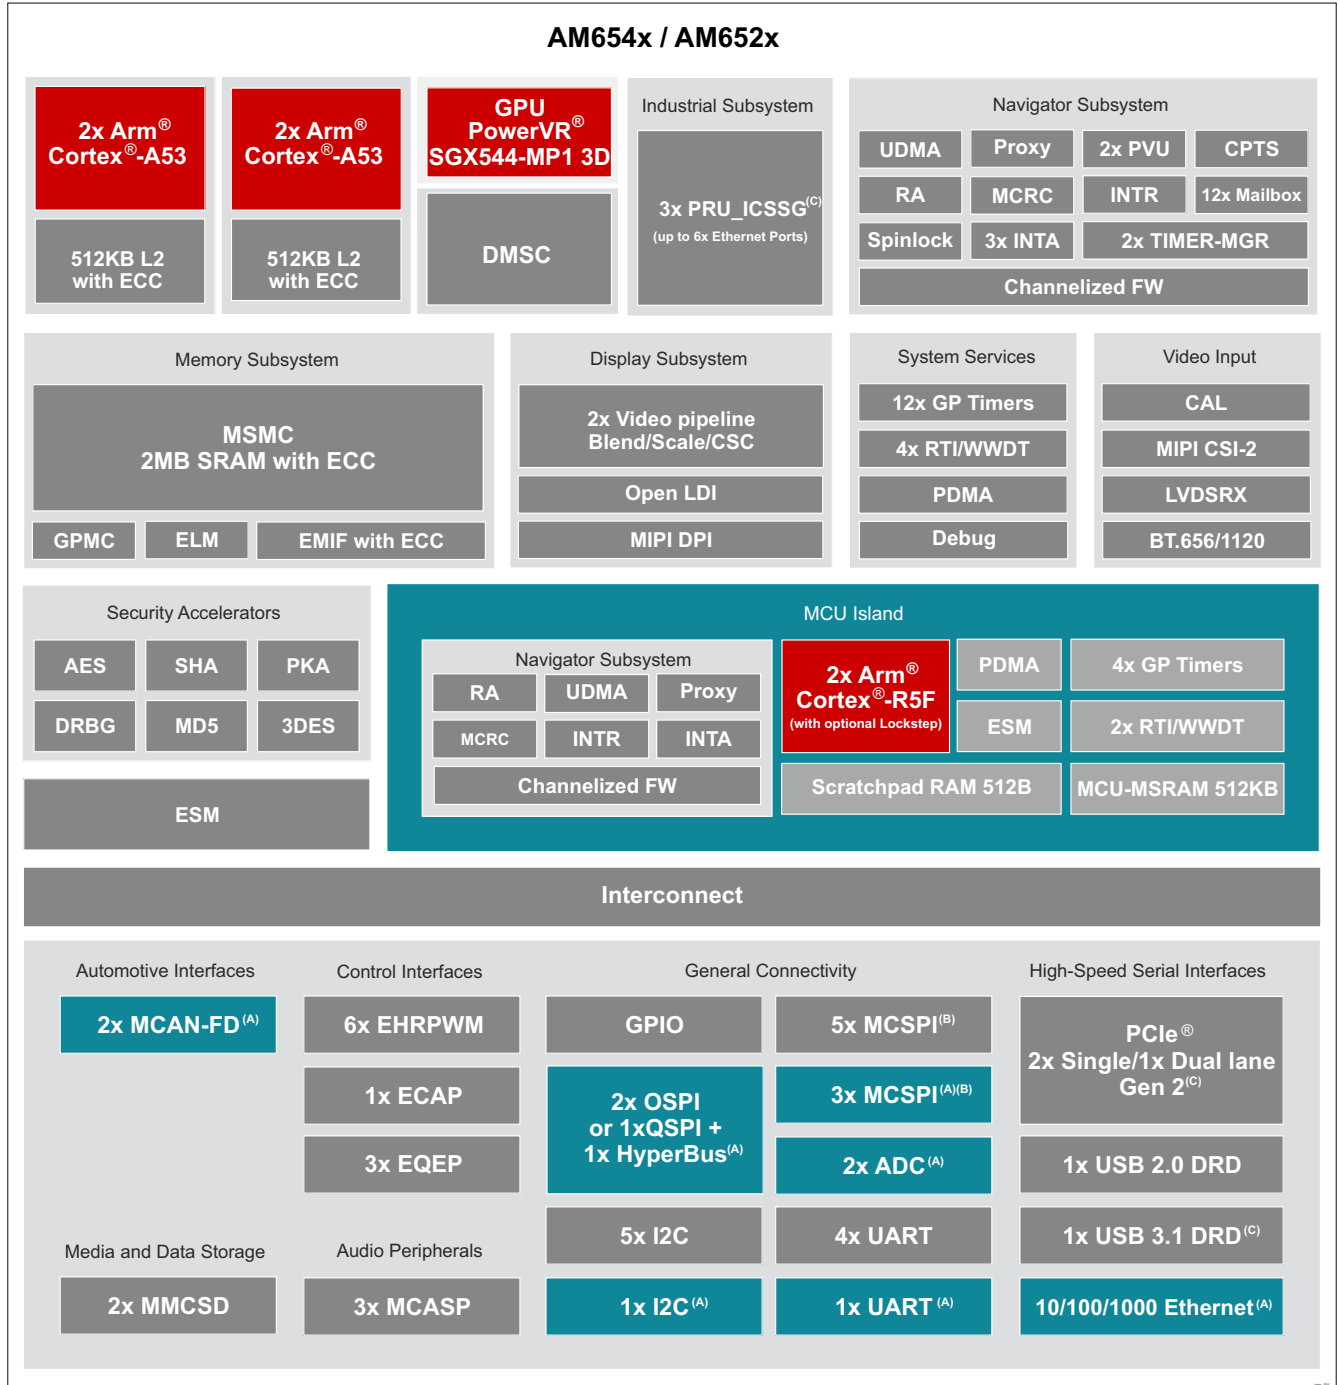 AM654x / AM652x
2x Arm®
Cortex®-A53
512KB L2
with ECC
2x Arm®
Cortex®-A53
512KB L2
with ECC
GPU
PowerVR®
SGX544-MP1 3D
DMSC
Industrial Subsystem
3x PRU_ICSSG(C)
(up to 6x Ethernet Ports)
Navigator Subsystem
UDMA
Proxy
2x PVU
CPTS
RA
MCRC
INTR
12x Mailbox
Spinlock
3x INTA
2x TIMER-MGR
Channelized FW
Memory Subsystem
MSMC
2MB SRAM with ECC
GPMC
ELM
EMIF with ECC
Display Subsystem
2x Video pipeline
Blend/Scale/CSC
Open LDI
MIPI DPI
System Services
12x GP Timers
4x RTI/WWDT
PDMA
Debug
Video Input
CAL
MIPI CSI-2
LVDSRX
BT.656/1120
Security Accelerators
AES
SHA
PKA
DRBG
MD5
3DES
ESM
MCU Island
Navigator Subsystem
RA
UDMA
Proxy
MCRC
INTR
INTA
Channelized FW
2x Arm®
Cortex®-R5F
(with optional Lockstep)
PDMA
4x GP Timers
ESM
2x RTI/WWDT
Scratchpad RAM 512B
MCU-MSRAM 512KB
Interconnect
Automotive Interfaces
2x MCAN-FD(A)
Media and Data Storage
2x MMCSD
Control Interfaces
6x EHRPWM
1x ECAP
3x EQEP
Audio Peripherals
3x MCASP
General Connectivity
GPIO
5x MCSPI(B)
2x OSPI
or 1xQSPI +
1x HyperBus(A)
3x MCSPI(A)(B)
2x ADC(A)
5x I2C
4x UART
1x I2C(A)
1x UART(A)
High-Speed Serial Interfaces
PCIe®
2x Single/1x Dual lane
Gen 2(C)
1x USB 2.0 DRD
1x USB 3.1 DRD(C)
10/100/1000 Ethernet(A)